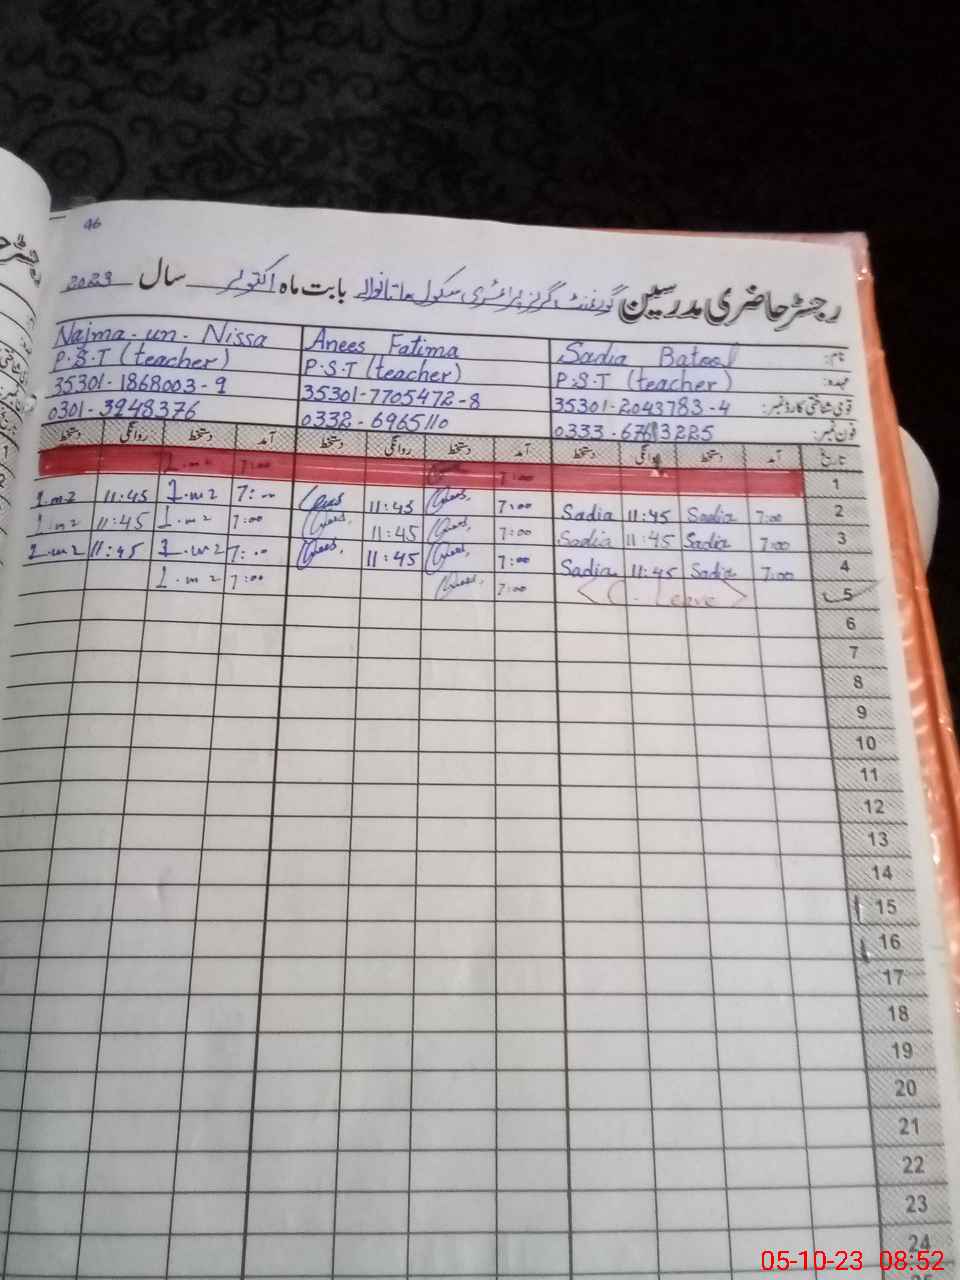 46
رجسٹر حاضری مدرسین گورنمنٹ گرلز پرائمری سکول بابت ماہ اکتوبر سال 2023
نام: Sadia Batool Anees Fatima Najma-un-Nissa
عہدہ: P.S.T (teacher) P.S.T (teacher) P.S.T (teacher)
قومی شناختی کارڈ نمبر: 35301-2043783-4 35301-7705472-8 35301-1868003-9
فون نمبر: 0333-6763225 0332-6965110 0301-3248376
تاریخ آمد دستخط روانگی دستخط آمد دستخط روانگی دستخط آمد دستخط روانگی دستخط
1 7:00 7:00
2 7:00 Sadia 11:45 Sadia 7:00 11:45 7:00 11:45
3 7:00 Sadia 11:45 Sadia 7:00 11:45 7:00 11:45
4 7:00 Sadia 11:45 Sadia 7:00 11:45 7:00 11:45
5 C. Leave 7:00 7:00
6
7
8
9
10
11
12
13
14
15
16
17
18
19
20
21
22
23
24
05-10-23 08:52